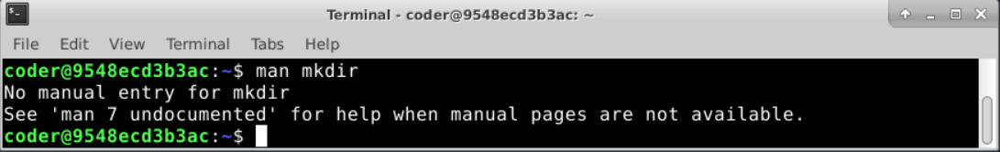 Terminal - coder@9548ecd3b3ac: ~
File Edit View Terminal Tabs Help
coder@9548ecd3b3ac:~$ man mkdir
No manual entry for mkdir
See 'man 7 undocumented' for help when manual pages are not available.
coder@9548ecd3b3ac:~$